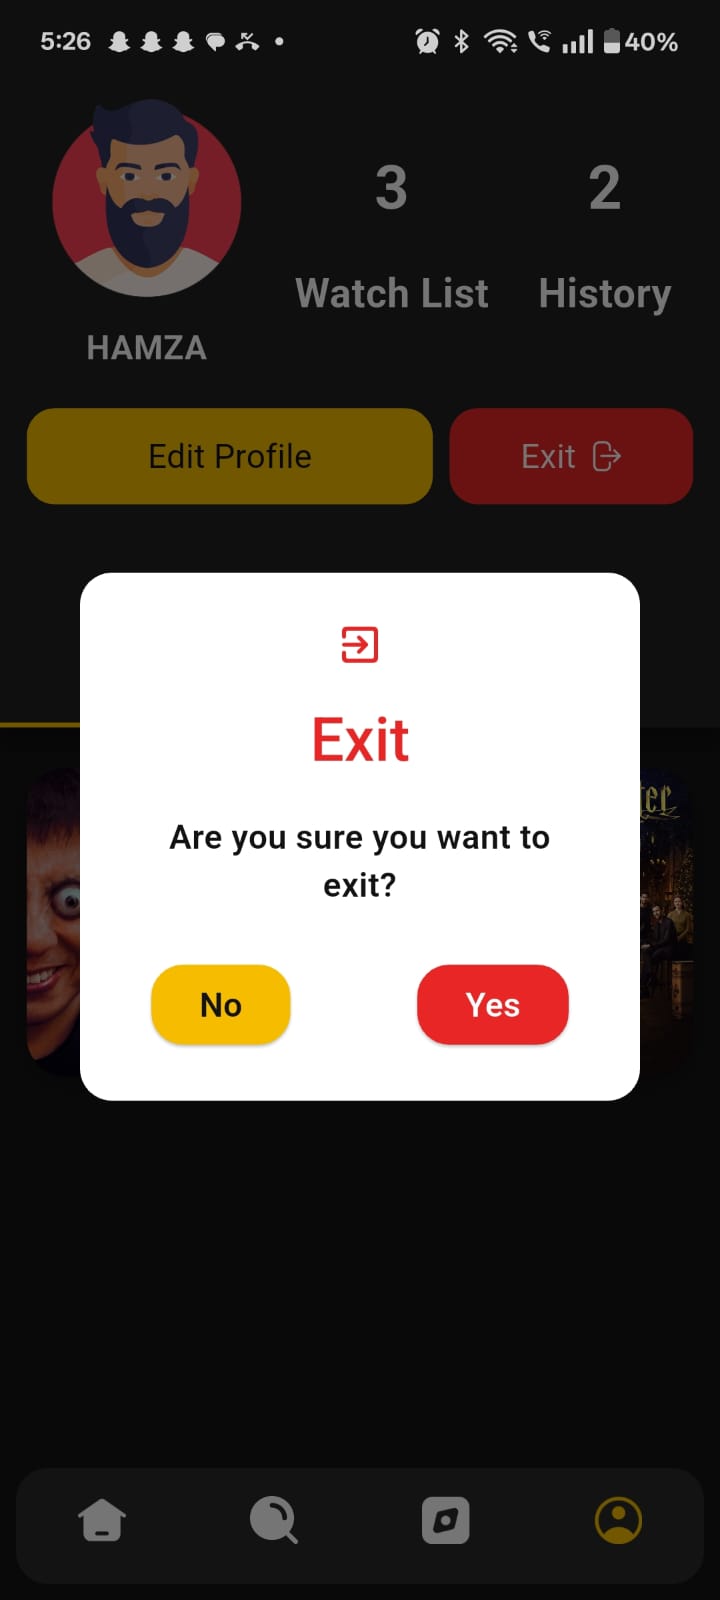 5:26
40%
3
2
Watch List
History
HAMZA
Edit Profile
Exit
Exit
Are you sure you want to
exit?
No
Yes